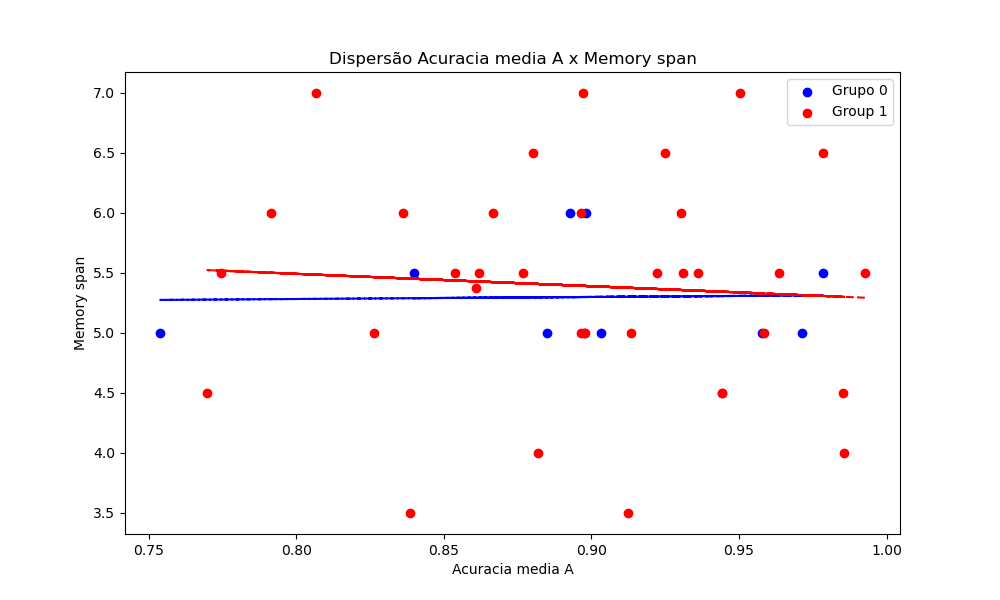 Dispersão Acuracia media A x Memory span
Grupo 0
Group 1
Memory span
7.0
6.5
6.0
5.5
5.0
4.5
4.0
3.5
0.75 0.80 0.85 0.90 0.95 1.00
Acuracia media A